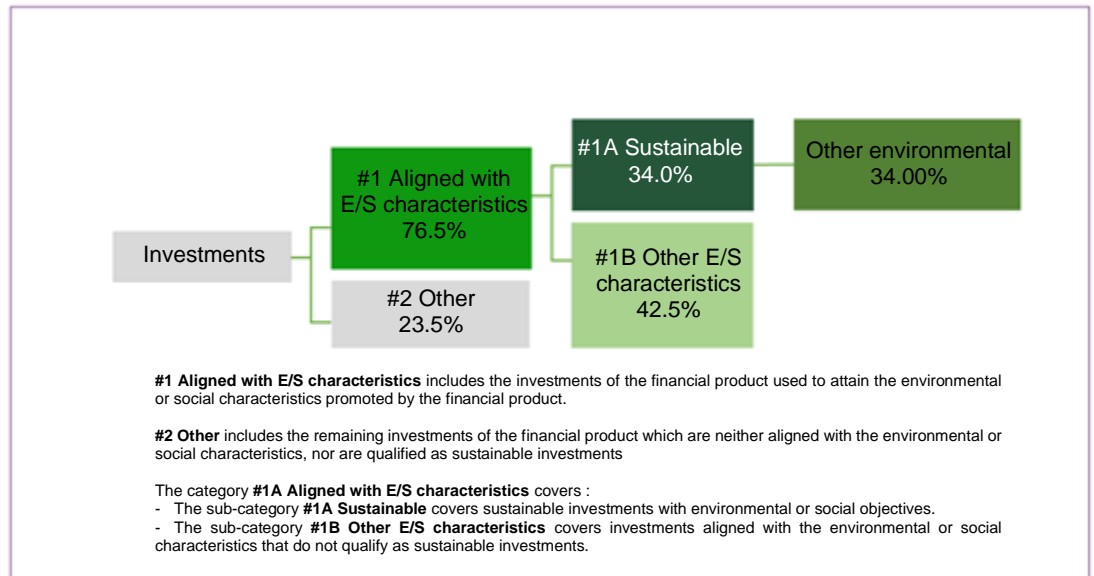 #1A Sustainable
34.0%
Other environmental
34.00%
#1 Aligned with
E/S characteristics
76.5%
Investments
#1B Other E/S
characteristics
42.5%
#2 Other
23.5%
#1 Aligned with E/S characteristics includes the investments of the financial product used to attain the environmental
or social characteristics promoted by the financial product.
#2 Other includes the remaining investments of the financial product which are neither aligned with the environmental or
social characteristics, nor are qualified as sustainable investments
The category #1A Aligned with E/S characteristics covers :
- The sub-category #1A Sustainable covers sustainable investments with environmental or social objectives.
- The sub-category #1B Other E/S characteristics covers investments aligned with the environmental or social
characteristics that do not qualify as sustainable investments.